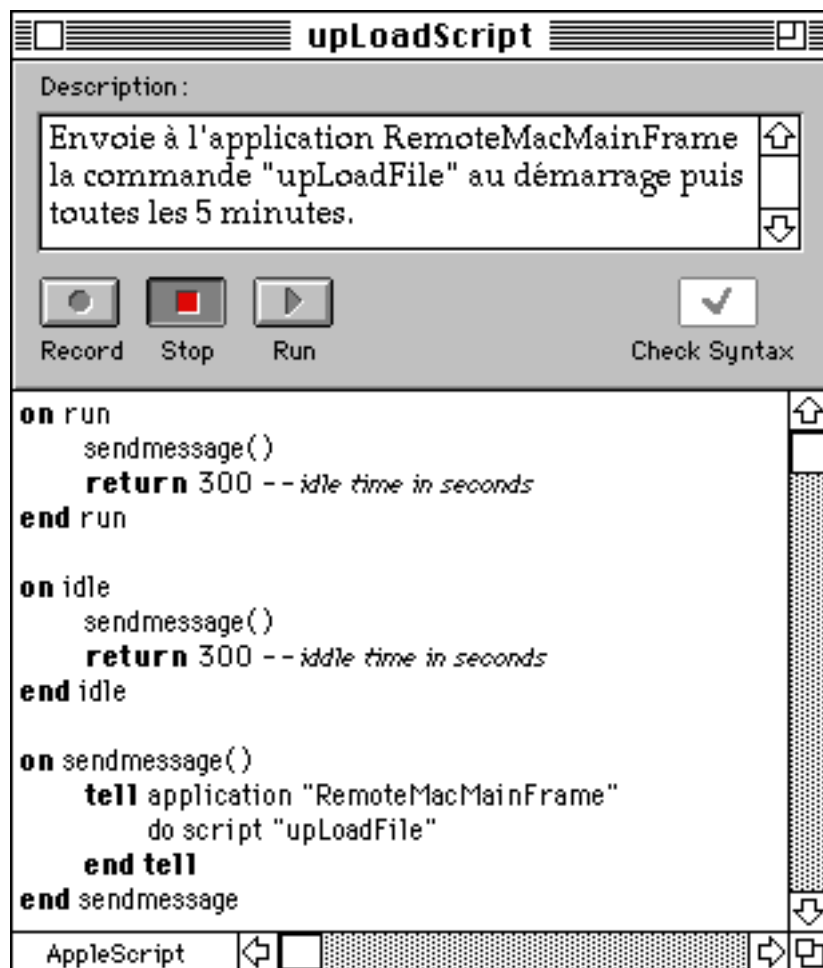 upLoadScript
Description:
Envoie à l'application RemoteMacMainFrame
la commande "upLoadFile" au démarrage puis
toutes les 5 minutes.
Record Stop Run Check Syntax
on run
sendmessage()
return 300 --idle time in seconds
end run
on idle
sendmessage()
return 300 --iddle time in seconds
end idle
on sendmessage()
tell application "RemoteMacMainFrame"
do script "upLoadFile"
end tell
end sendmessage
AppleScript